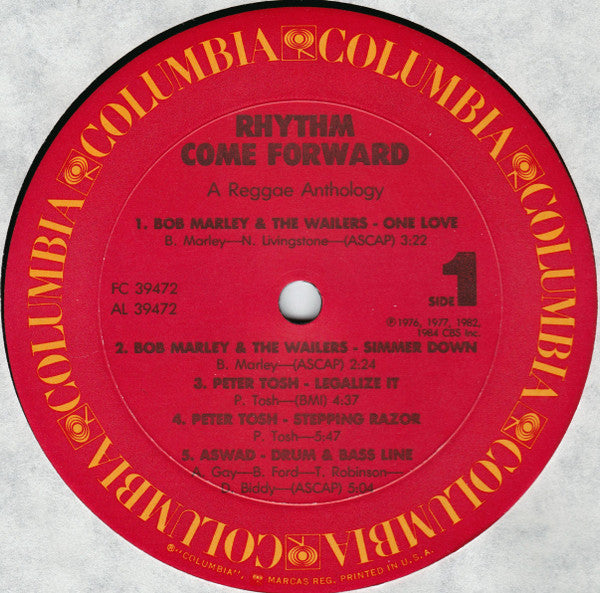 COLUMBIA COLUMBIA COLUMBIA COLUMBIA COLUMBIA COLUMBIA
RHYTHM
COME FORWARD
A Reggae Anthology
1. BOB MARLEY & THE WAILERS - ONE LOVE
B. Marley—N. Livingstone—(ASCAP) 3:22
FC 39472
AL 39472
SIDE 1
℗1976, 1977, 1982,
1984 CBS Inc.
2. BOB MARLEY & THE WAILERS - SIMMER DOWN
B. Marley—(ASCAP) 2:24
3. PETER TOSH - LEGALIZE IT
P. Tosh—(BMI) 4:37
4. PETER TOSH - STEPPING RAZOR
P. Tosh—5:47
5. ASWAD - DRUM & BASS LINE
A. Gay—B. Ford—T. Robinson—
D. Biddy—(ASCAP) 5:04
®"COLUMBIA", MARCAS REG. PRINTED IN U.S.A.